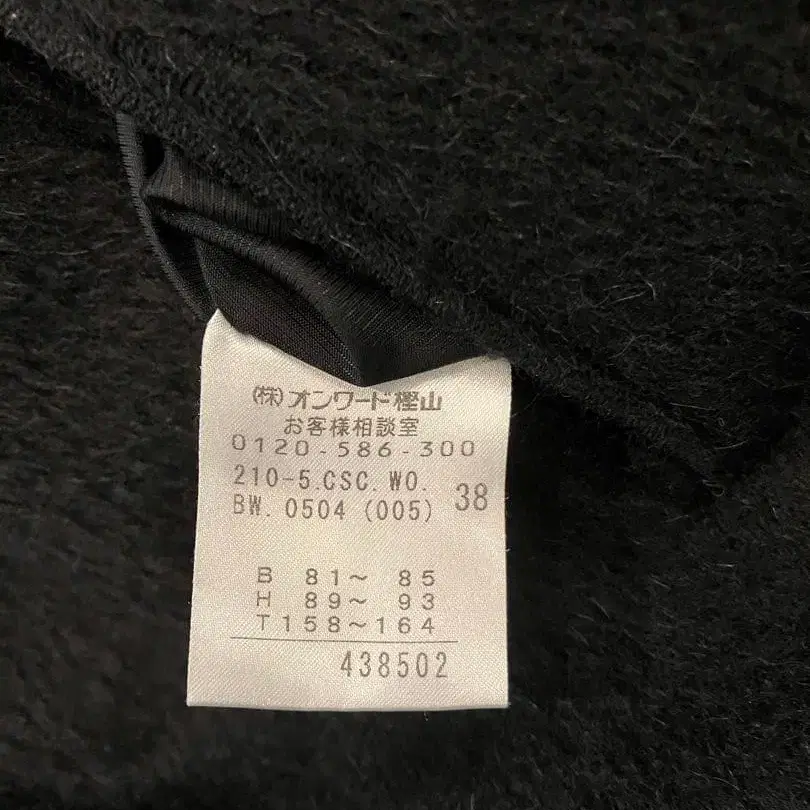 (株)オンワード樫山
お客様相談室
0120-586-300
210-5.CSC.WO.
BW.0504 (005) 38
B 81〜 85
H 89〜 93
T158〜164
438502